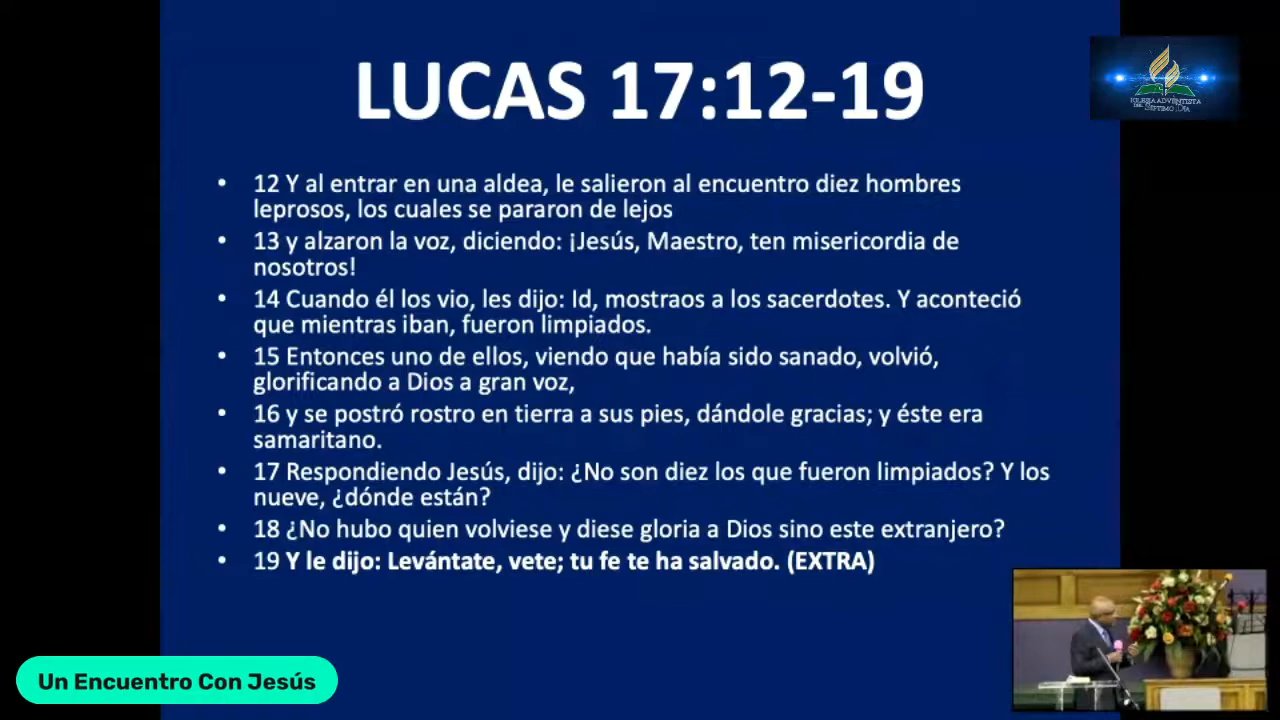 LUCAS 17:12-19
IGLESIA ADVENTISTA
DEL SÉPTIMO DÍA
• 12 Y al entrar en una aldea, le salieron al encuentro diez hombres
leprosos, los cuales se pararon de lejos
• 13 y alzaron la voz, diciendo: ¡Jesús, Maestro, ten misericordia de
nosotros!
• 14 Cuando él los vio, les dijo: Id, mostraos a los sacerdotes. Y aconteció
que mientras iban, fueron limpiados.
• 15 Entonces uno de ellos, viendo que había sido sanado, volvió,
glorificando a Dios a gran voz,
• 16 y se postró rostro en tierra a sus pies, dándole gracias; y éste era
samaritano.
• 17 Respondiendo Jesús, dijo: ¿No son diez los que fueron limpiados? Y los
nueve, ¿dónde están?
• 18 ¿No hubo quien volviese y diese gloria a Dios sino este extranjero?
• 19 Y le dijo: Levántate, vete; tu fe te ha salvado. (EXTRA)
Un Encuentro Con Jesús